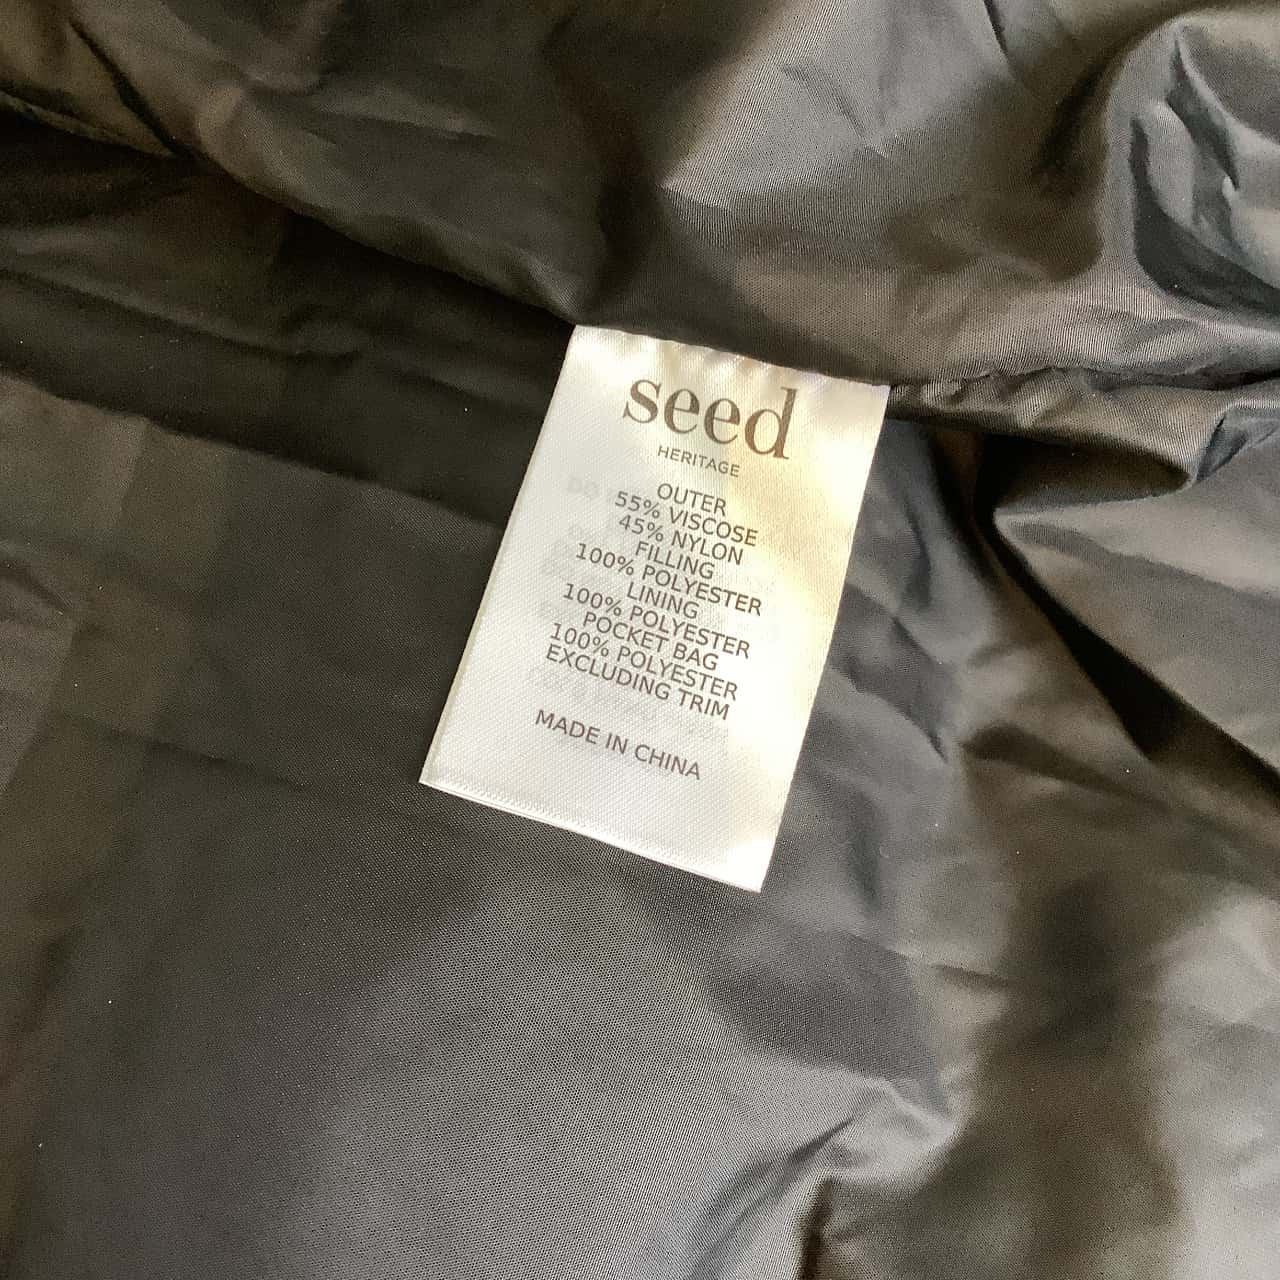 seed
HERITAGE
OUTER
55% VISCOSE
45% NYLON
FILLING
100% POLYESTER
LINING
100% POLYESTER
POCKET BAG
100% POLYESTER
EXCLUDING TRIM
MADE IN CHINA